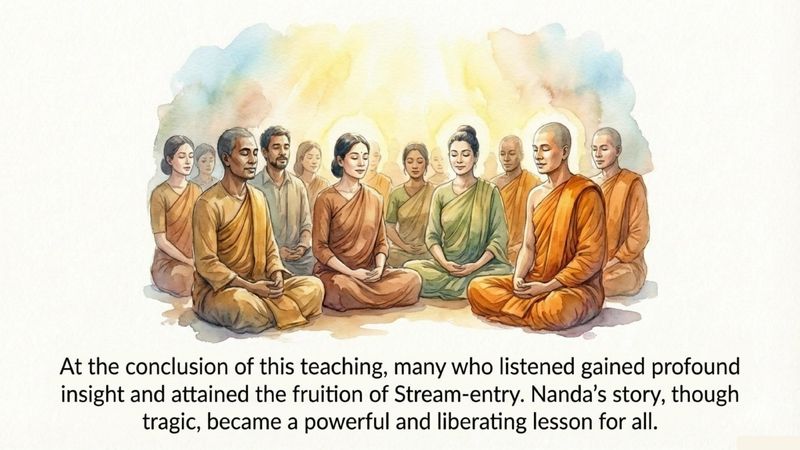 At the conclusion of this teaching, many who listened gained profound
insight and attained the fruition of Stream-entry. Nanda’s story, though
tragic, became a powerful and liberating lesson for all.